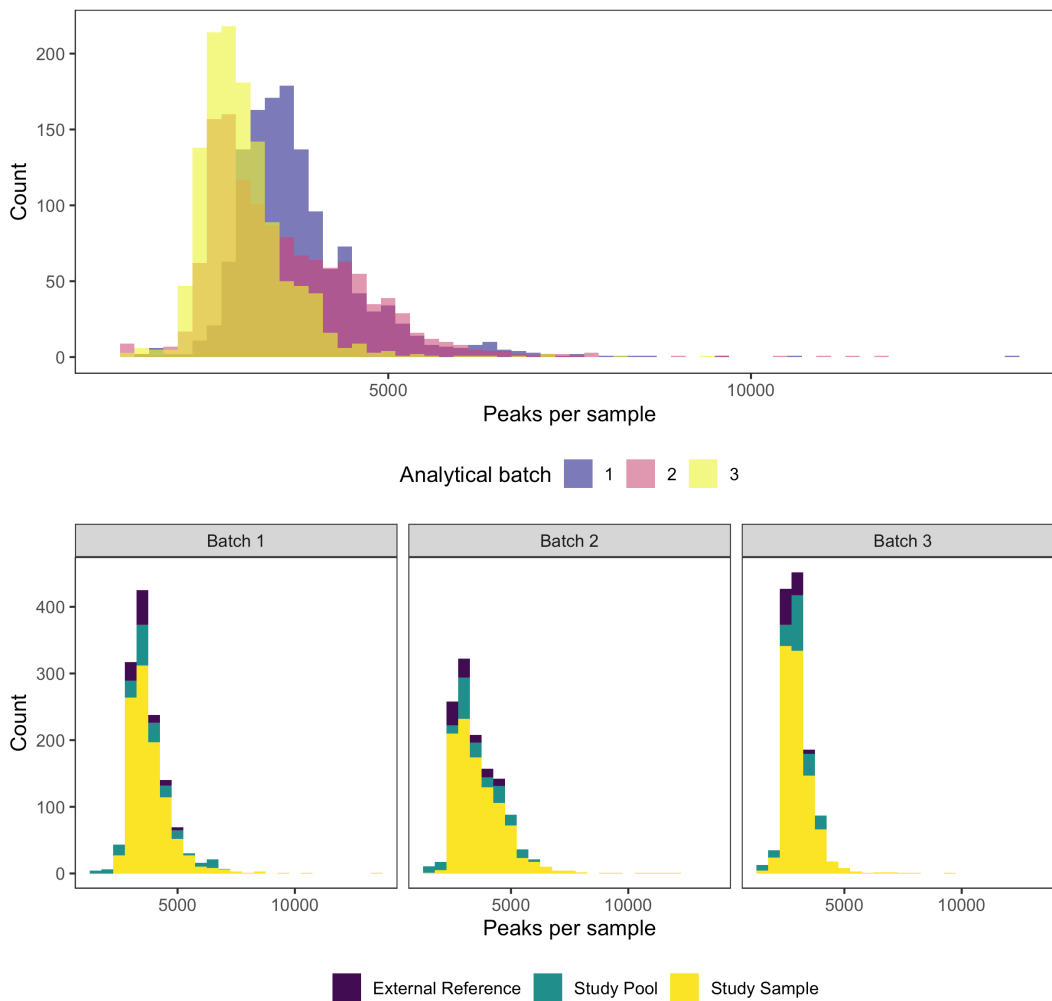 200
150
100
50
0
Count
5000 10000
Peaks per sample
Analytical batch 1 2 3
Batch 1 Batch 2 Batch 3
400
300
200
100
0
Count
5000 10000 5000 10000 5000 10000
Peaks per sample
External Reference Study Pool Study Sample